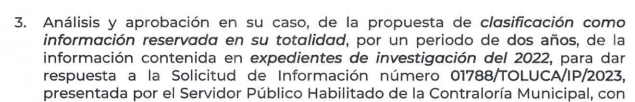 3. Análisis y aprobación en su caso, de la propuesta de clasificación como
información reservada en su totalidad, por un periodo de dos años, de la
información contenida en expedientes de investigación del 2022, para dar
respuesta a la Solicitud de Información número 01788/TOLUCA/IP/2023,
presentada por el Servidor Público Habilitado de la Contraloría Municipal, con